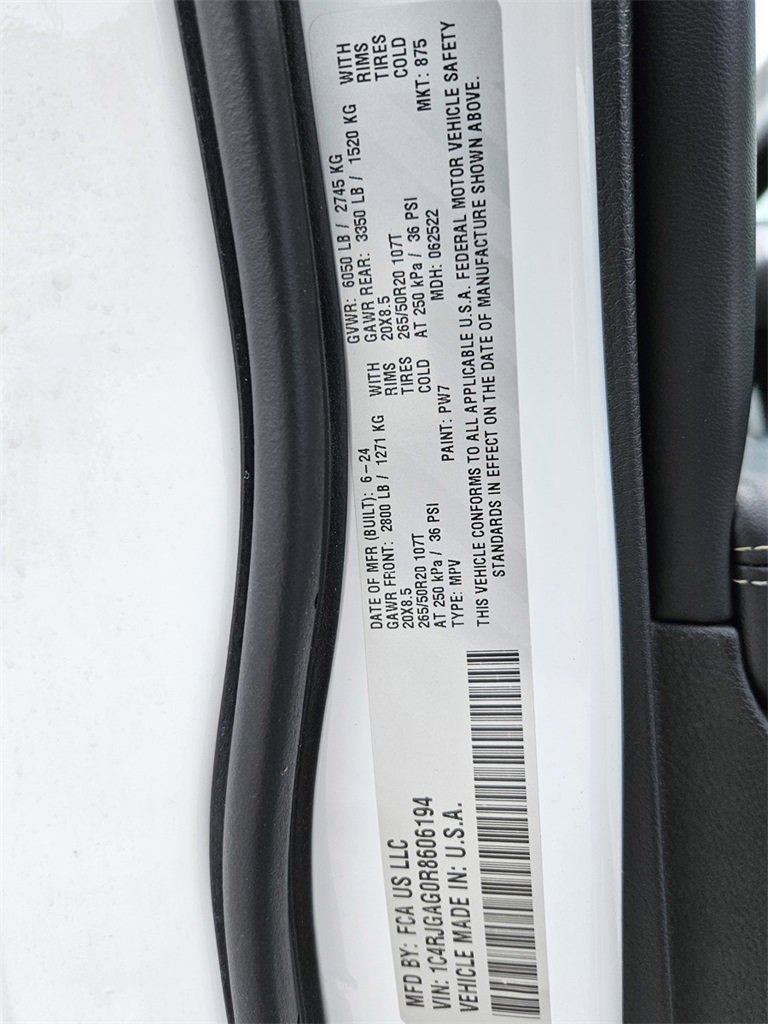 MFD BY: FCA US LLC
VIN: 1C4RJGAG0R8606194
VEHICLE MADE IN: U.S.A.
DATE OF MFR (BUILT): 6-24 GVWR: 6050 LB / 2745 KG
GAWR FRONT: 2800 LB / 1271 KG WITH GAWR REAR: 3350 LB / 1520 KG WITH
20X8.5 RIMS 20X8.5 RIMS
265/50R20 107T TIRES 265/50R20 107T TIRES
AT 250 kPa / 36 PSI COLD AT 250 kPa / 36 PSI COLD
TYPE: MPV PAINT: PW7 MDH: 062522 MKT: 875
THIS VEHICLE CONFORMS TO ALL APPLICABLE U.S.A. FEDERAL MOTOR VEHICLE SAFETY
STANDARDS IN EFFECT ON THE DATE OF MANUFACTURE SHOWN ABOVE.